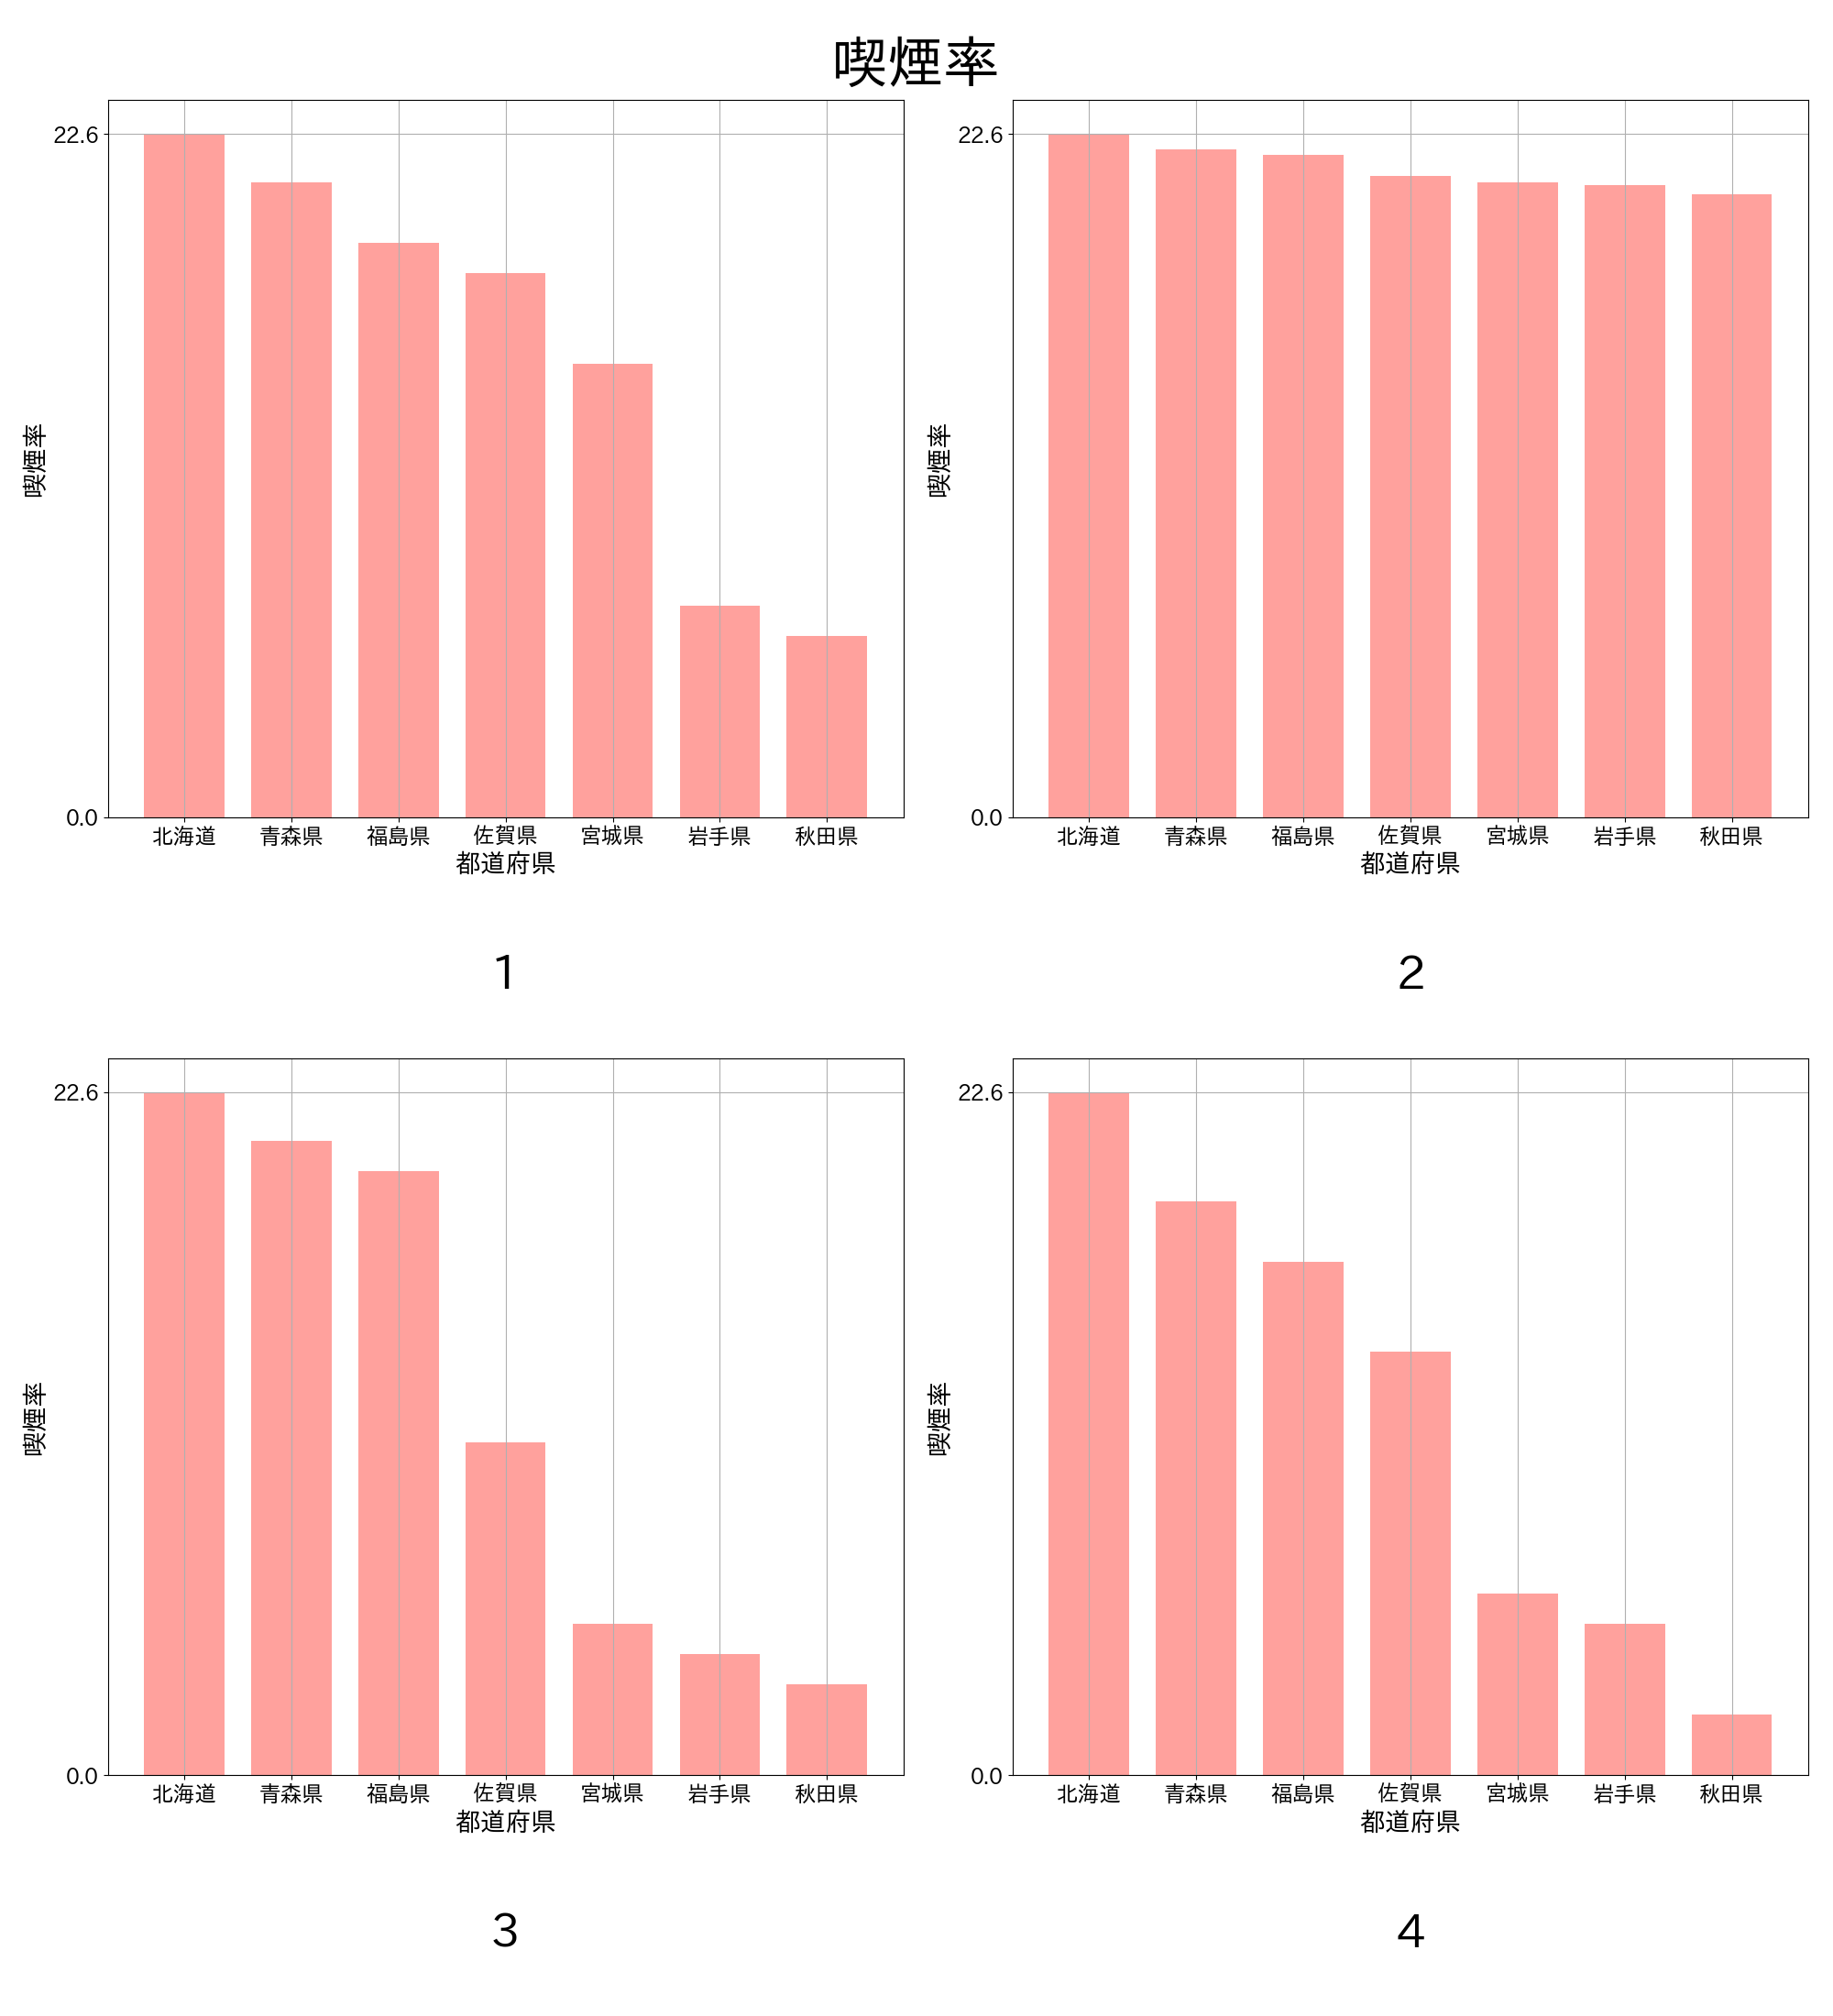 喫煙率
22.6
0.0
喫煙率
北海道 青森県 福島県 佐賀県 宮城県 岩手県 秋田県
都道府県
1
22.6
0.0
喫煙率
北海道 青森県 福島県 佐賀県 宮城県 岩手県 秋田県
都道府県
2
22.6
0.0
喫煙率
北海道 青森県 福島県 佐賀県 宮城県 岩手県 秋田県
都道府県
3
22.6
0.0
喫煙率
北海道 青森県 福島県 佐賀県 宮城県 岩手県 秋田県
都道府県
4